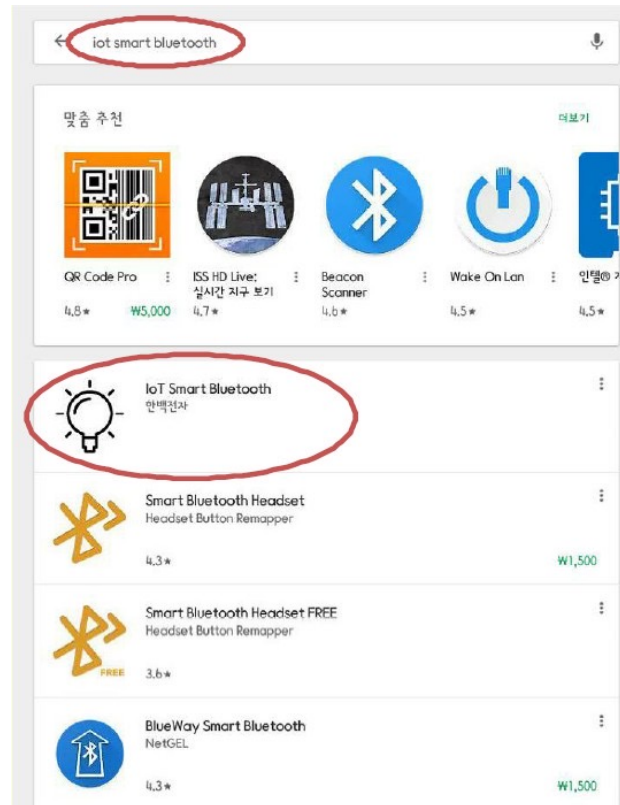 iot smart bluetooth
맞춤 추천
더보기
QR Code Pro
4.8★ ₩5,000
ISS HD Live:
실시간 지구 보기
4.7★
Beacon
Scanner
4.6★
Wake On Lan
4.5★
인텔®
4.5★
IoT Smart Bluetooth
한백전자
Smart Bluetooth Headset
Headset Button Remapper
4.3★ ₩1,500
Smart Bluetooth Headset FREE
Headset Button Remapper
FREE
3.6★
BlueWay Smart Bluetooth
NetGEL
4.3★ ₩1,500